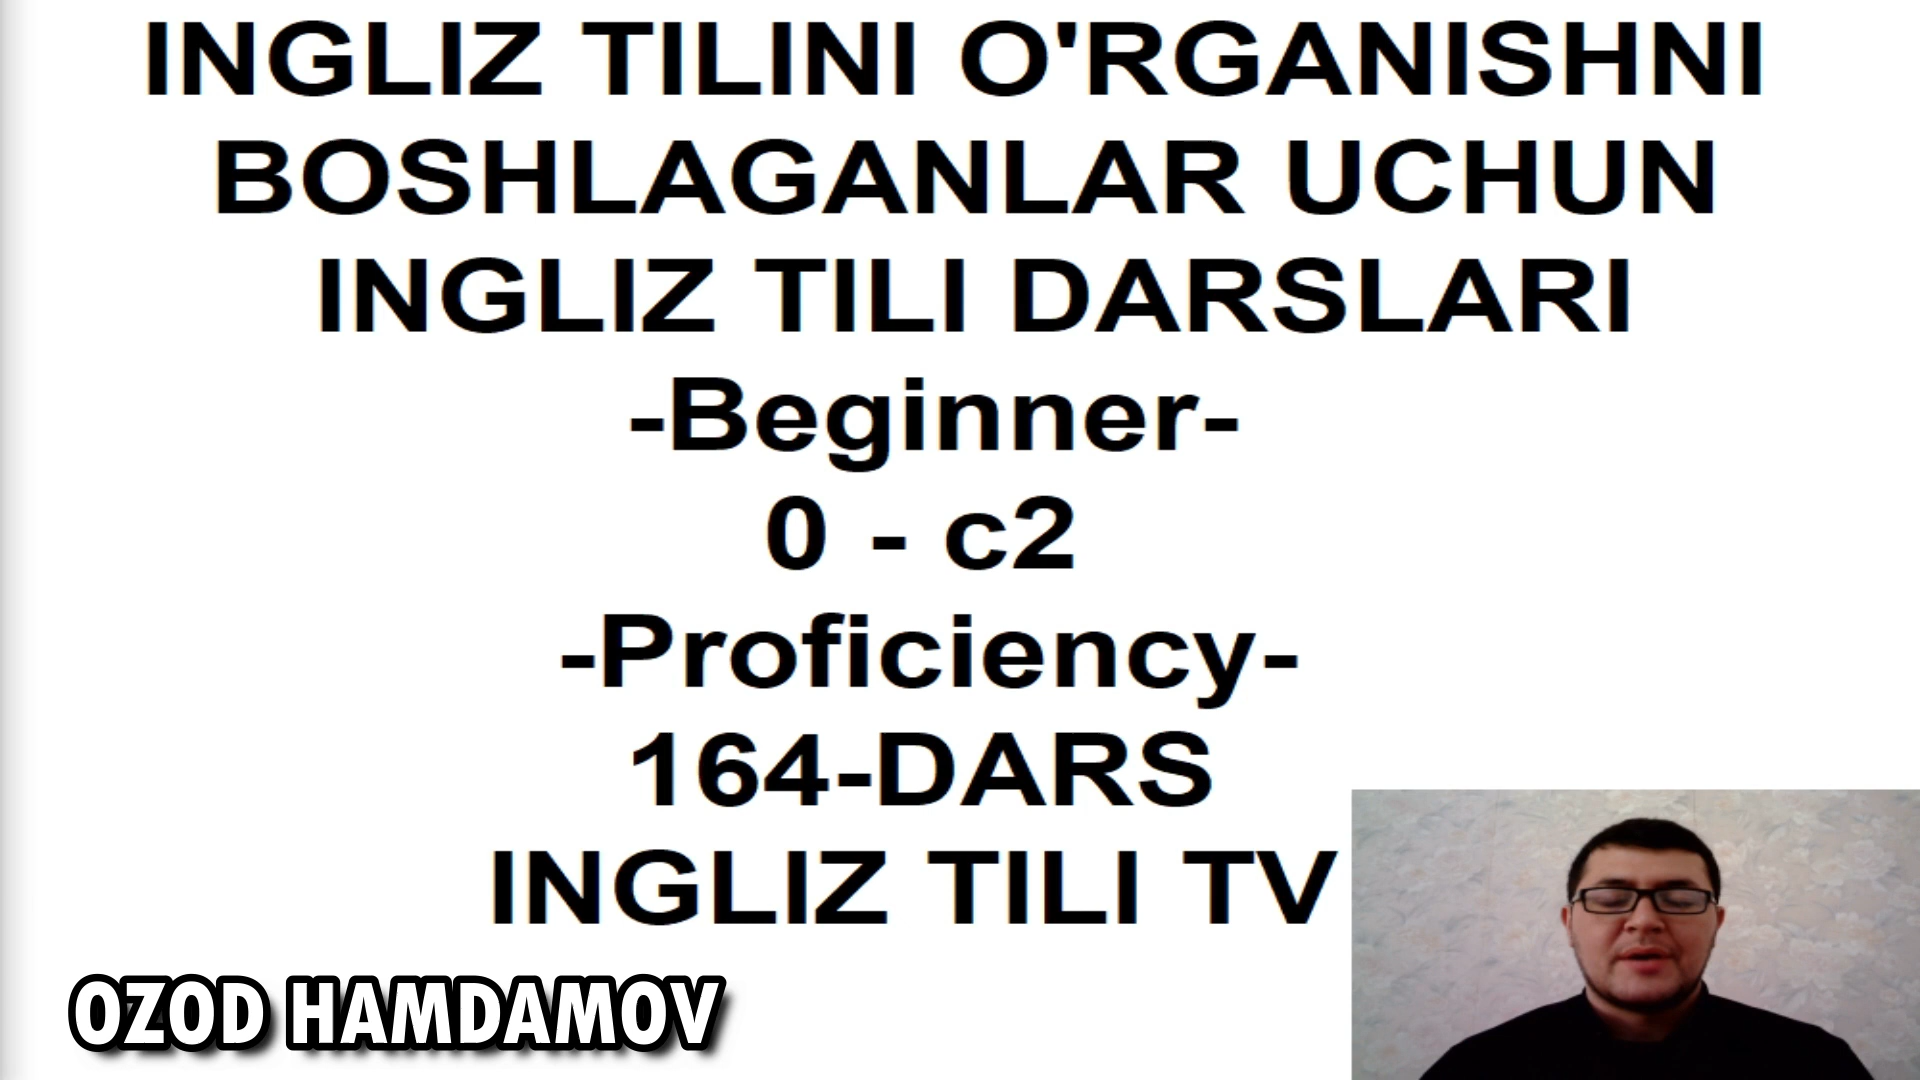 INGLIZ TILINI O'RGANISHNI
BOSHLAGANLAR UCHUN
INGLIZ TILI DARSLARI
-Beginner-
0 - c2
-Proficiency-
164-DARS
INGLIZ TILI TV
OZOD HAMDAMOV